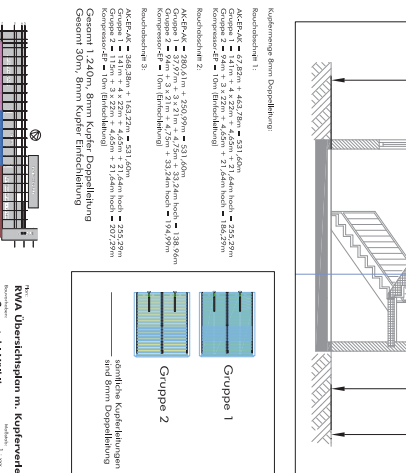 Kupfermenge 8mm Doppelleitung:
Rauchabschnitt 1:
AK-EP-AK = 67,82m + 463,78m = 531,60m
Gruppe 1 = 141m + 4 x 22m + 4,65m + 21,64m hoch = 255,29m
Gruppe 2 = 94m + 3 x 22m + 4,65m + 21,64m hoch = 186,29m
Kompressor-EP = 10m (Einfachleitung)
Rauchabschnitt 2:
AK-EP-AK = 280,61m + 250,99m = 531,60m
Gruppe 1 = 37,97m + 3 x 21m + 4,75m + 33,24m hoch = 138,96m
Gruppe 2 = 94m + 3 x 21m + 4,75m + 33,24m hoch = 194,99m
Kompressor-EP = 10m (Einfachleitung)
Rauchabschnitt 3:
AK-EP-AK = 368,38m + 163,22m = 531,60m
Gruppe 1 = 141m + 4 x 22m + 4,65m + 21,64m hoch = 255,29m
Gruppe 2 = 115m + 3 x 22m + 4,65m + 21,64m hoch = 207,29m
Kompressor-EP = 10m (Einfachleitung)
Gesamt 1.240m, 8mm Kupfer Doppelleitung
Gesamt 30m, 8mm Kupfer Einfachleitung
Gruppe 1
Gruppe 2
sämtliche Kupferleitungen
sind 8mm Doppelleitung
RWA Übersichtsplan m. Kupferverle
Bauvorhaben:
Maßstab: